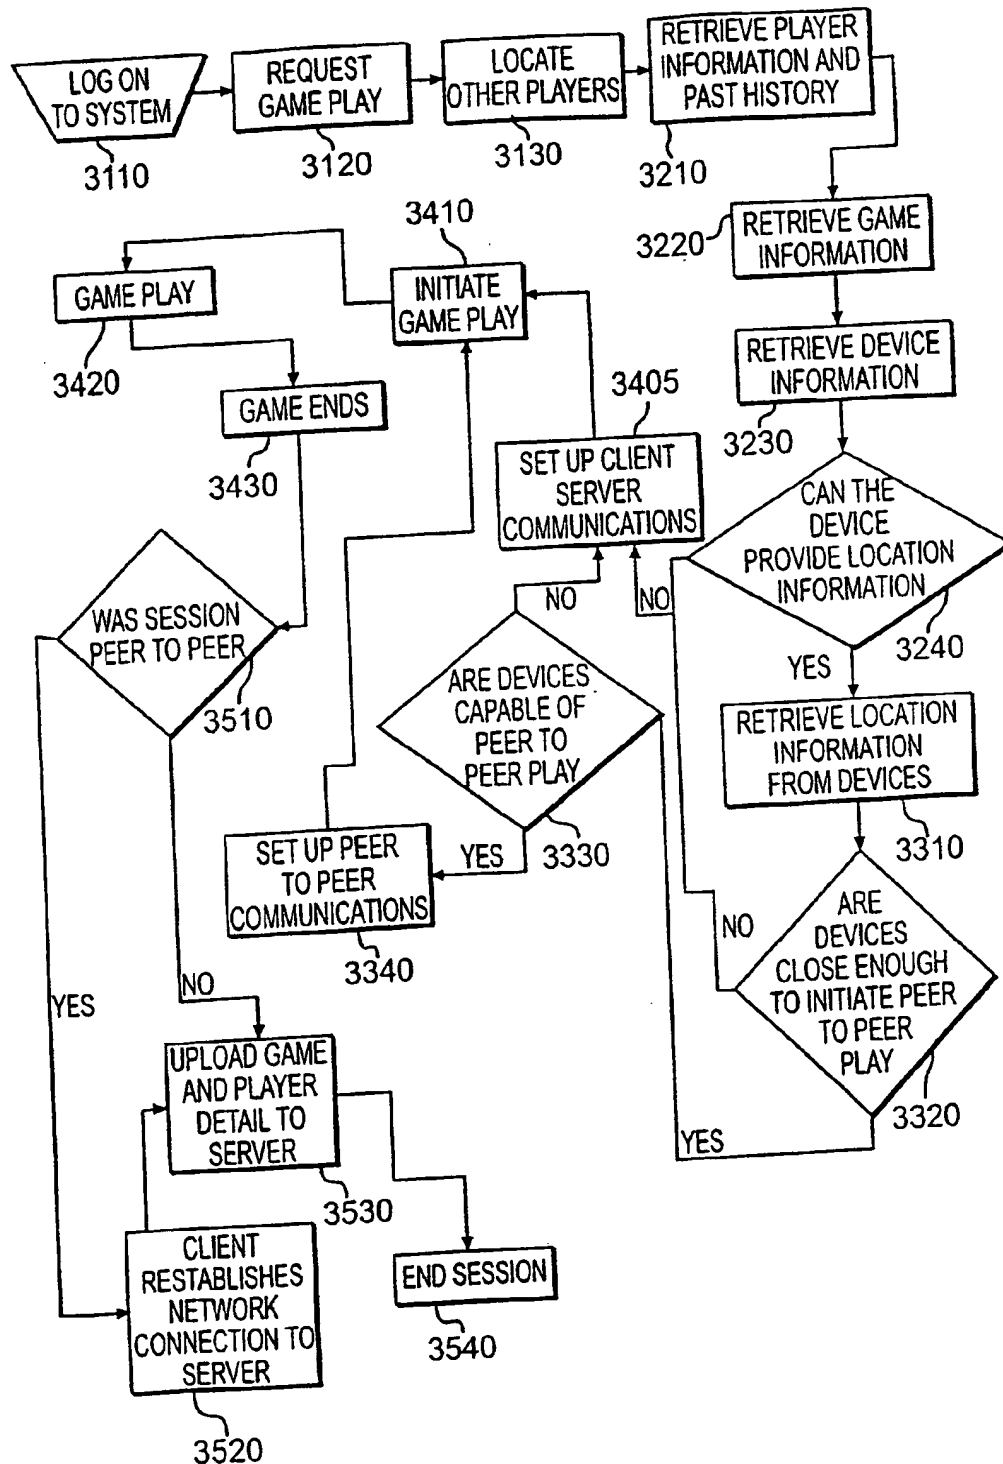 LOG ON
TO SYSTEM
3110
REQUEST
GAME PLAY
3120
LOCATE
OTHER PLAYERS
3130
RETRIEVE PLAYER
INFORMATION AND
PAST HISTORY
3210
3220
RETRIEVE GAME
INFORMATION
RETRIEVE DEVICE
INFORMATION
3230
CAN THE
DEVICE
PROVIDE LOCATION
INFORMATION
3240
NO
YES
RETRIEVE LOCATION
INFORMATION
FROM DEVICES
3310
ARE
DEVICES
CLOSE ENOUGH
TO INITIATE PEER
TO PEER
PLAY
3320
NO
YES
ARE DEVICES
CAPABLE OF
PEER TO
PEER PLAY
3330
NO
YES
SET UP PEER
TO PEER
COMMUNICATIONS
3340
3405
SET UP CLIENT
SERVER
COMMUNICATIONS
3410
INITIATE
GAME PLAY
GAME PLAY
3420
GAME ENDS
3430
WAS SESSION
PEER TO PEER
3510
YES
NO
UPLOAD GAME
AND PLAYER
DETAIL TO
SERVER
3530
CLIENT
RESTABLISHES
NETWORK
CONNECTION TO
SERVER
3520
END SESSION
3540